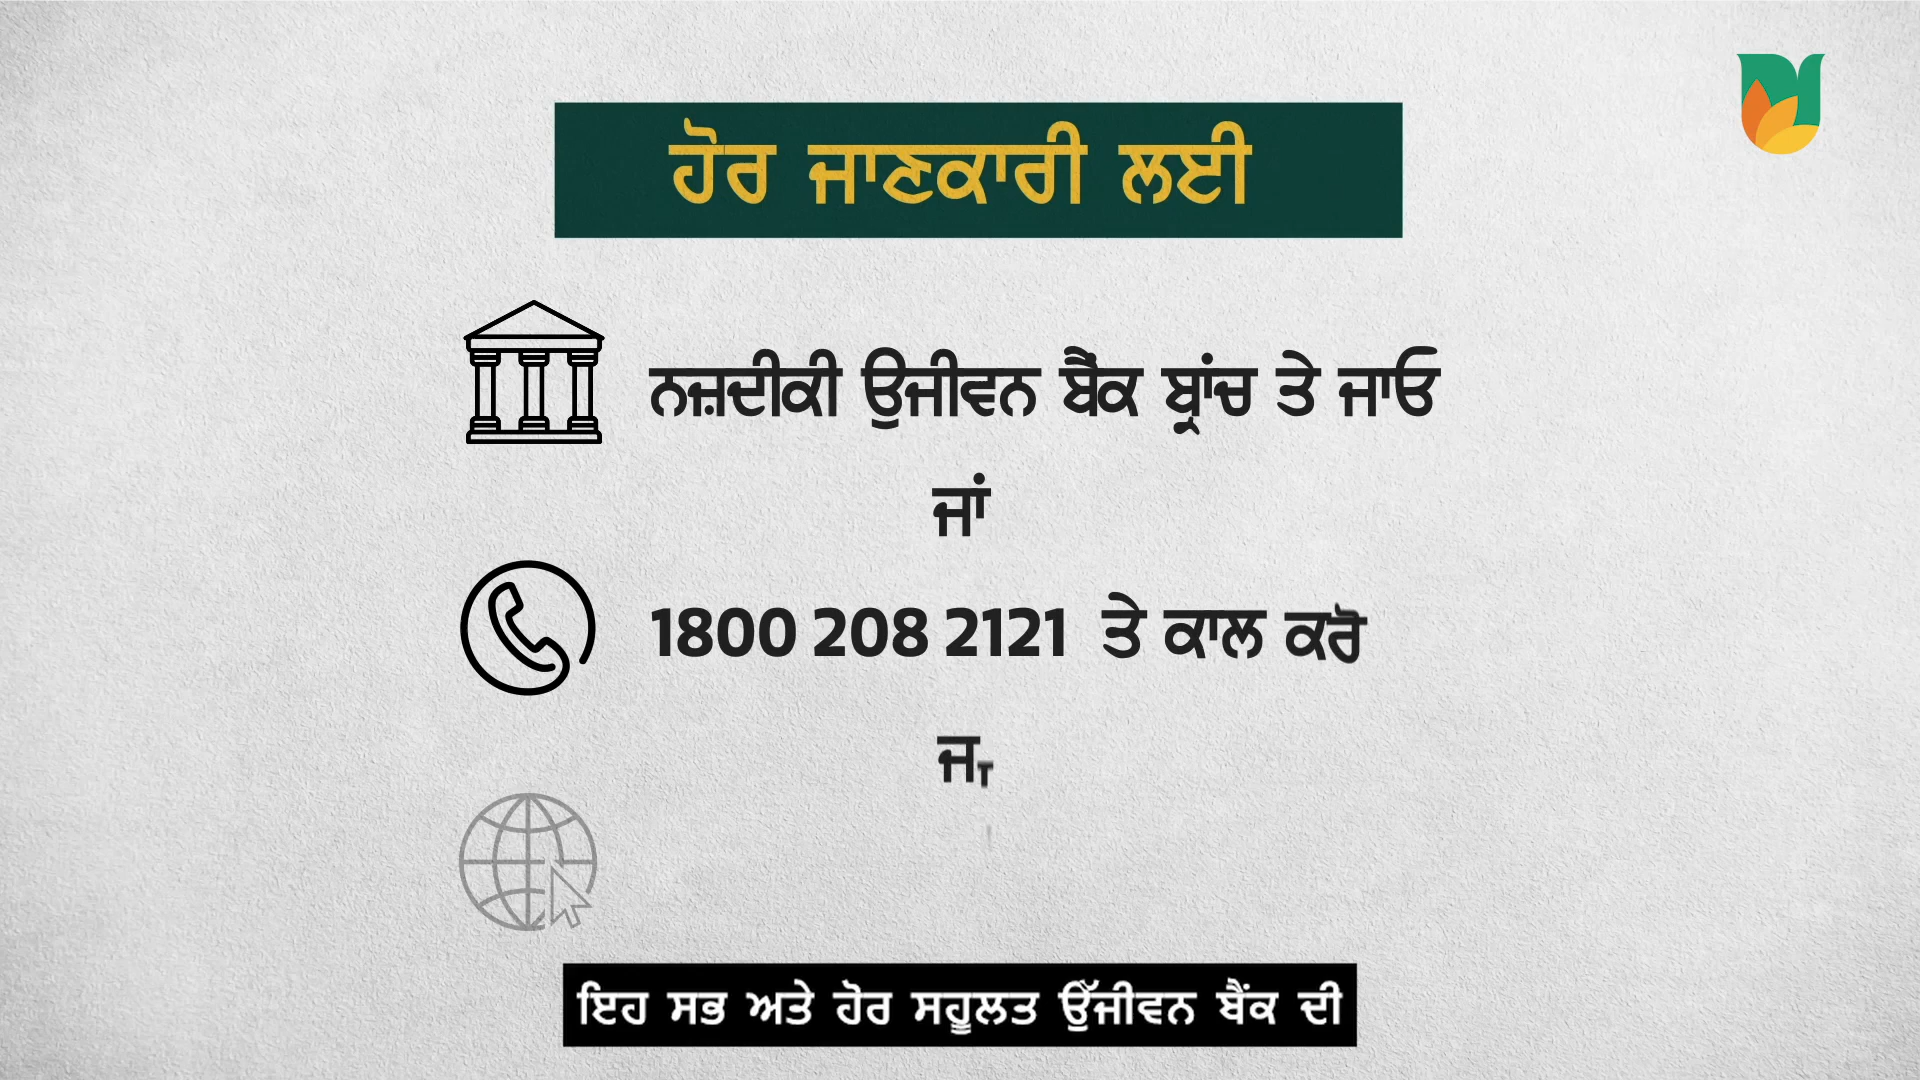 ਹੋਰ ਜਾਣਕਾਰੀ ਲਈ
ਨਜ਼ਦੀਕੀ ਉਜੀਵਨ ਬੈਂਕ ਬ੍ਰਾਂਚ ਤੇ ਜਾਓ
ਜਾਂ
1800 208 2121 ਤੇ ਕਾਲ ਕਰੋ
ਇਹ ਸਭ ਅਤੇ ਹੋਰ ਸਹੂਲਤ ਉੱਜੀਵਨ ਬੈਂਕ ਦੀ